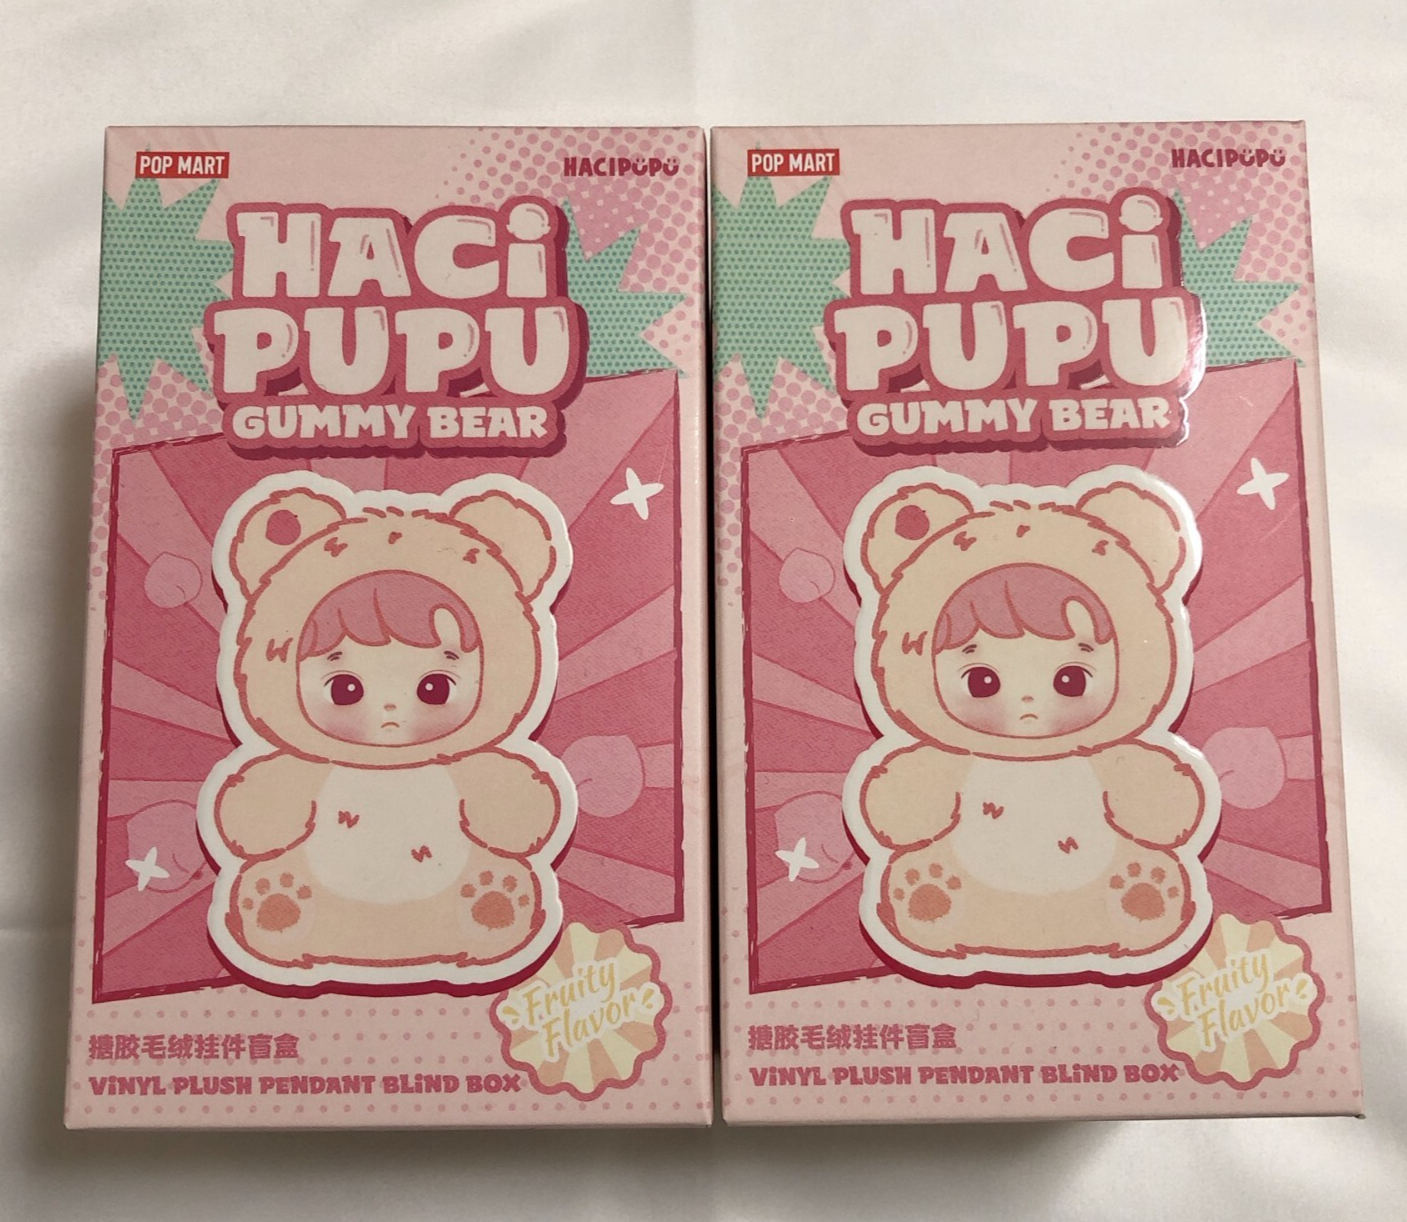 POP MART
HACIPUPU
HACi
PUPU
GUMMY BEAR
Fruity
Flavor
搪胶毛绒挂件盲盒
ViNYL PLUSH PENDANT BLiND BOX
POP MART
HACIPUPU
HACi
PUPU
GUMMY BEAR
Fruity
Flavor
搪胶毛绒挂件盲盒
ViNYL PLUSH PENDANT BLiND BOX